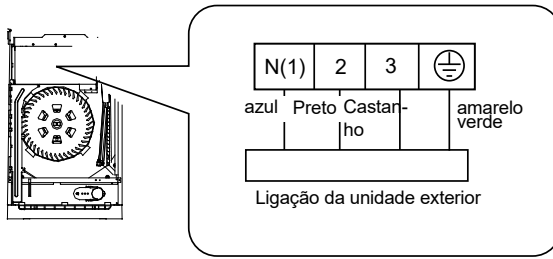 N(1) 2 3
azul Preto Castan- amarelo
ho verde
Ligação da unidade exterior